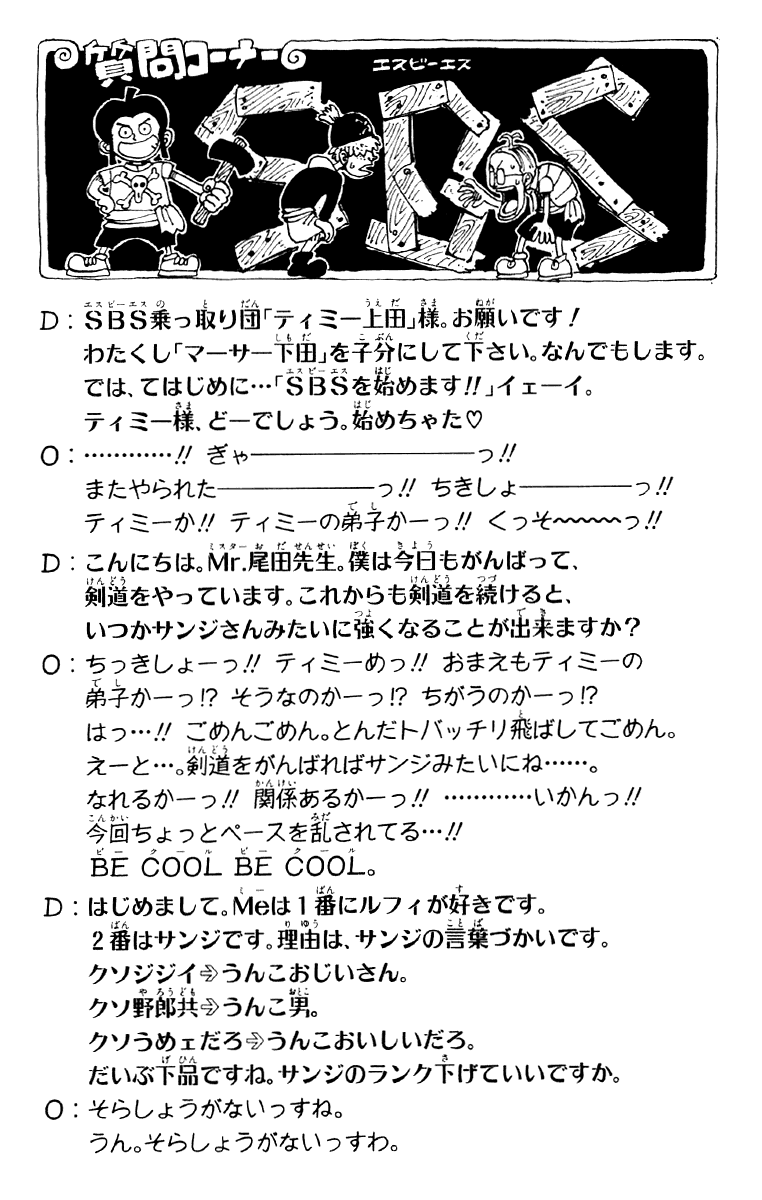 質問コーナー
エスビーエス
D:SBS乗っ取り団「ティミー上田」様。お願いです!
わたくし「マーサー下田」を子分にして下さい。なんでもします。
では、てはじめに…「SBSを始めます!!」イェーイ。
ティミー様、どーでしょう。始めちゃた♡
O:…………!! ぎゃ――――――――っ!!
またやられた――――――っ!! ちきしょ――――っ!!
ティミーか!! ティミーの弟子かーっ!! くっそ〜〜〜〜っ!!
D:こんにちは。Mr.尾田先生。僕は今日もがんばって、
剣道をやっています。これからも剣道を続けると、
いつかサンジさんみたいに強くなることが出来ますか?
O:ちっきしょーっ!! ティミーめっ!! おまえもティミーの
弟子かーっ!? そうなのかーっ!? ちがうのかーっ!?
はっ…!! ごめんごめん。とんだトバッチリ飛ばしてごめん。
えーと…。剣道をがんばればサンジみたいにね……。
なれるかーっ!! 関係あるかーっ!! …………いかんっ!!
今回ちょっとペースを乱されてる…!!
BE COOL BE COOL。
D:はじめまして。Meは1番にルフィが好きです。
2番はサンジです。理由は、サンジの言葉づかいです。
クソジジイ⇨うんこおじいさん。
クソ野郎共⇨うんこ男。
クソうめェだろ⇨うんこおいしいだろ。
だいぶ下品ですね。サンジのランク下げていいですか。
O:そらしょうがないっすね。
うん。そらしょうがないっすわ。